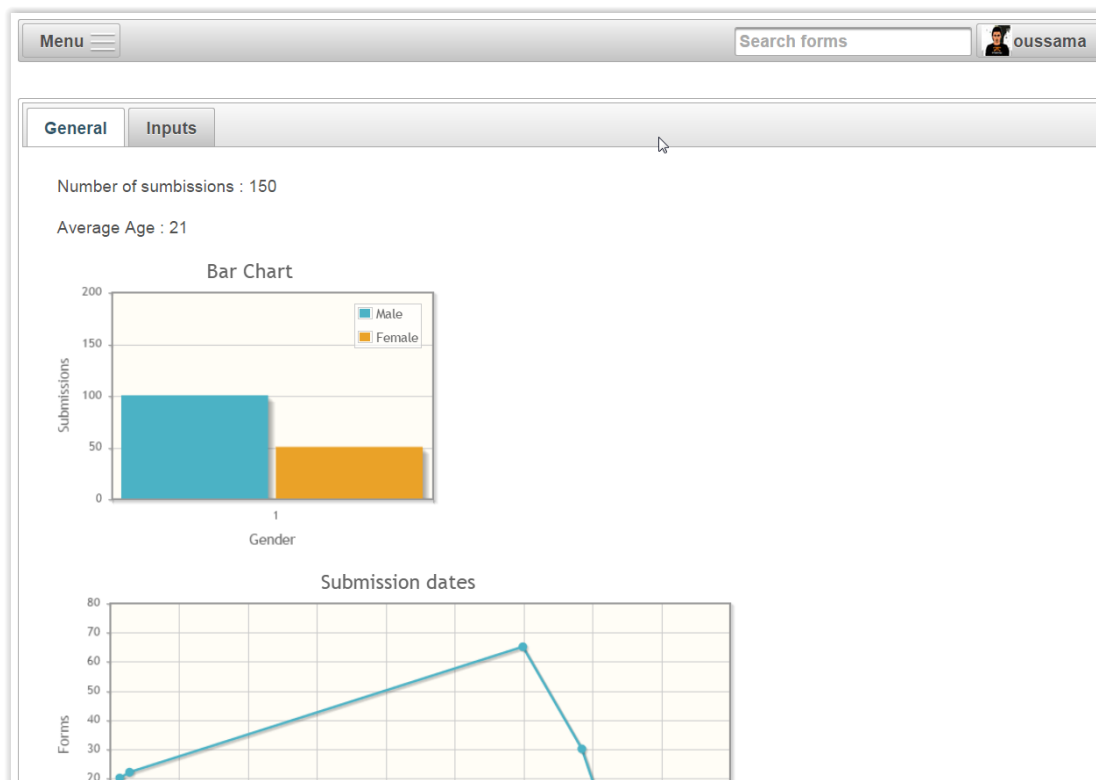 Menu
Search forms
oussama
General
Inputs
Number of sumbissions : 150
Average Age : 21
Bar Chart
200
150
100
50
0
Submissions
Male
Female
1
Gender
Submission dates
80
70
60
50
40
30
20
Forms